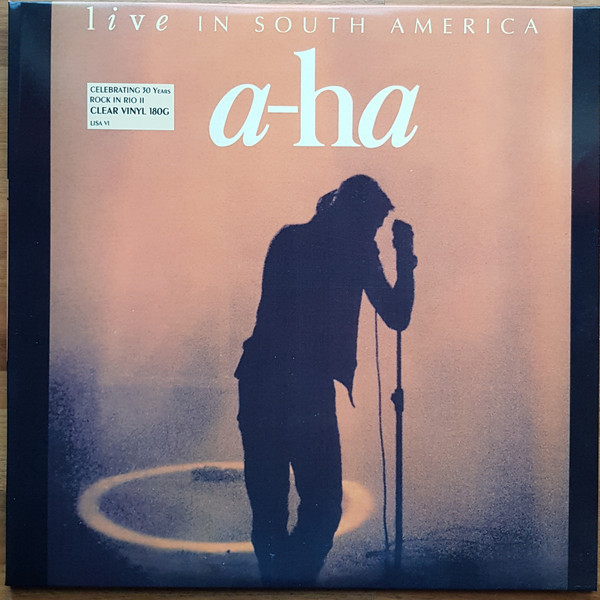 live IN SOUTH AMERICA
a-ha
CELEBRATING 30 YEARS
ROCK IN RIO II
CLEAR VINYL 180G
LISA VI